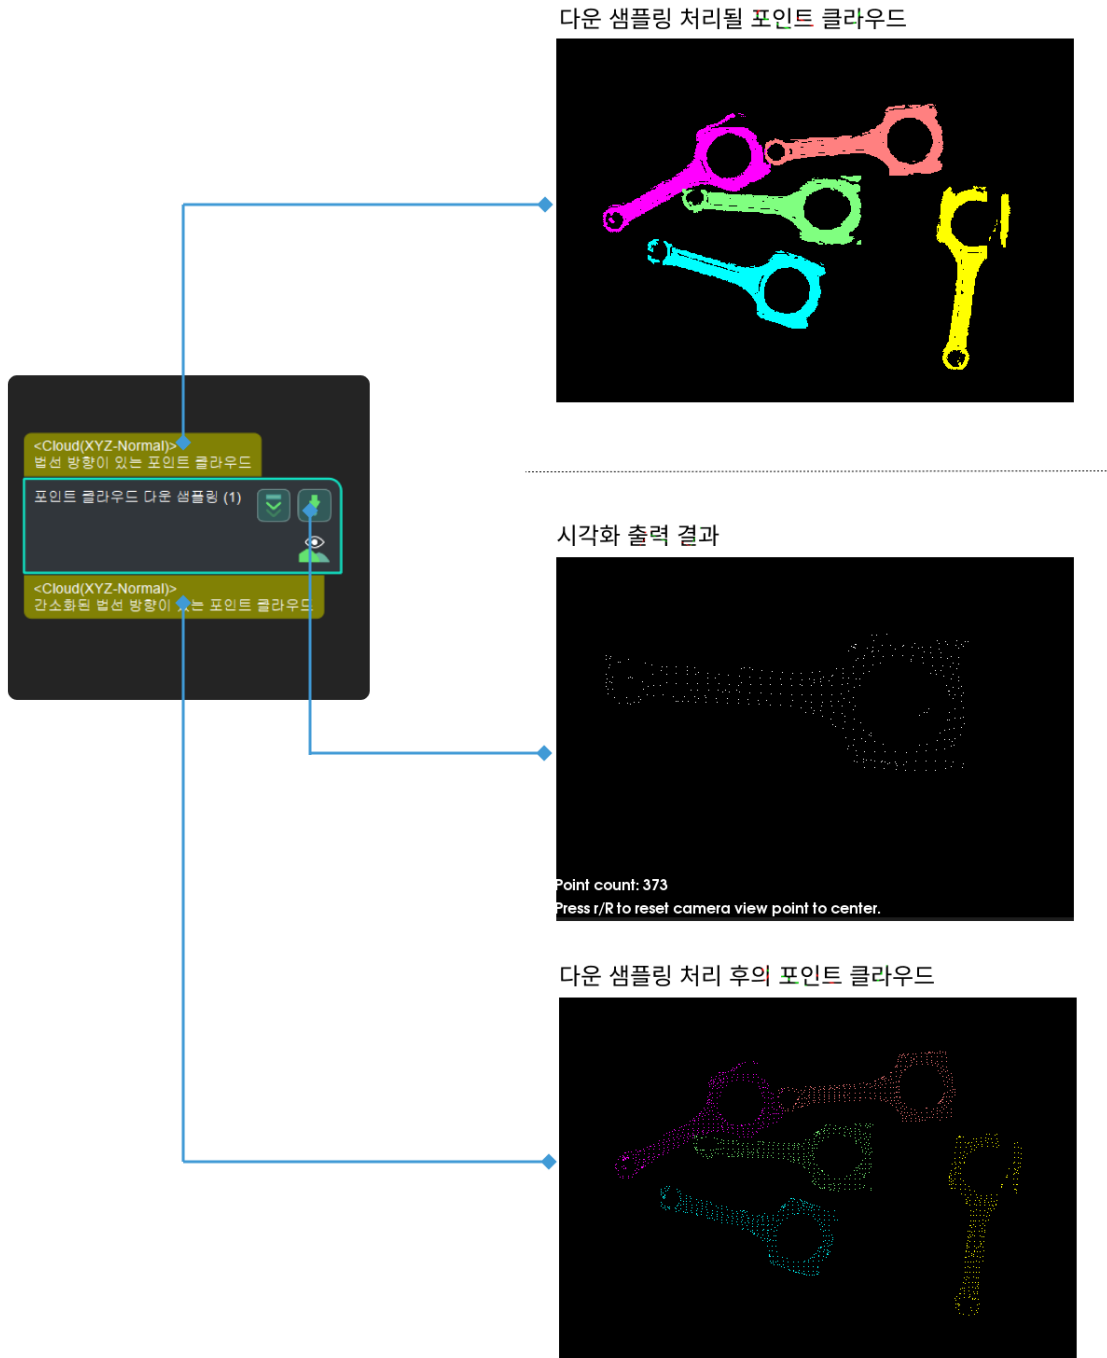 다운 샘플링 처리될 포인트 클라우드
<Cloud(XYZ-Normal)>
법선 방향이 있는 포인트 클라우드
포인트 클라우드 다운 샘플링 (1)
<Cloud(XYZ-Normal)>
간소화된 법선 방향이 있는 포인트 클라우드
시각화 출력 결과
Point count: 373
Press r/R to reset camera view point to center.
다운 샘플링 처리 후의 포인트 클라우드